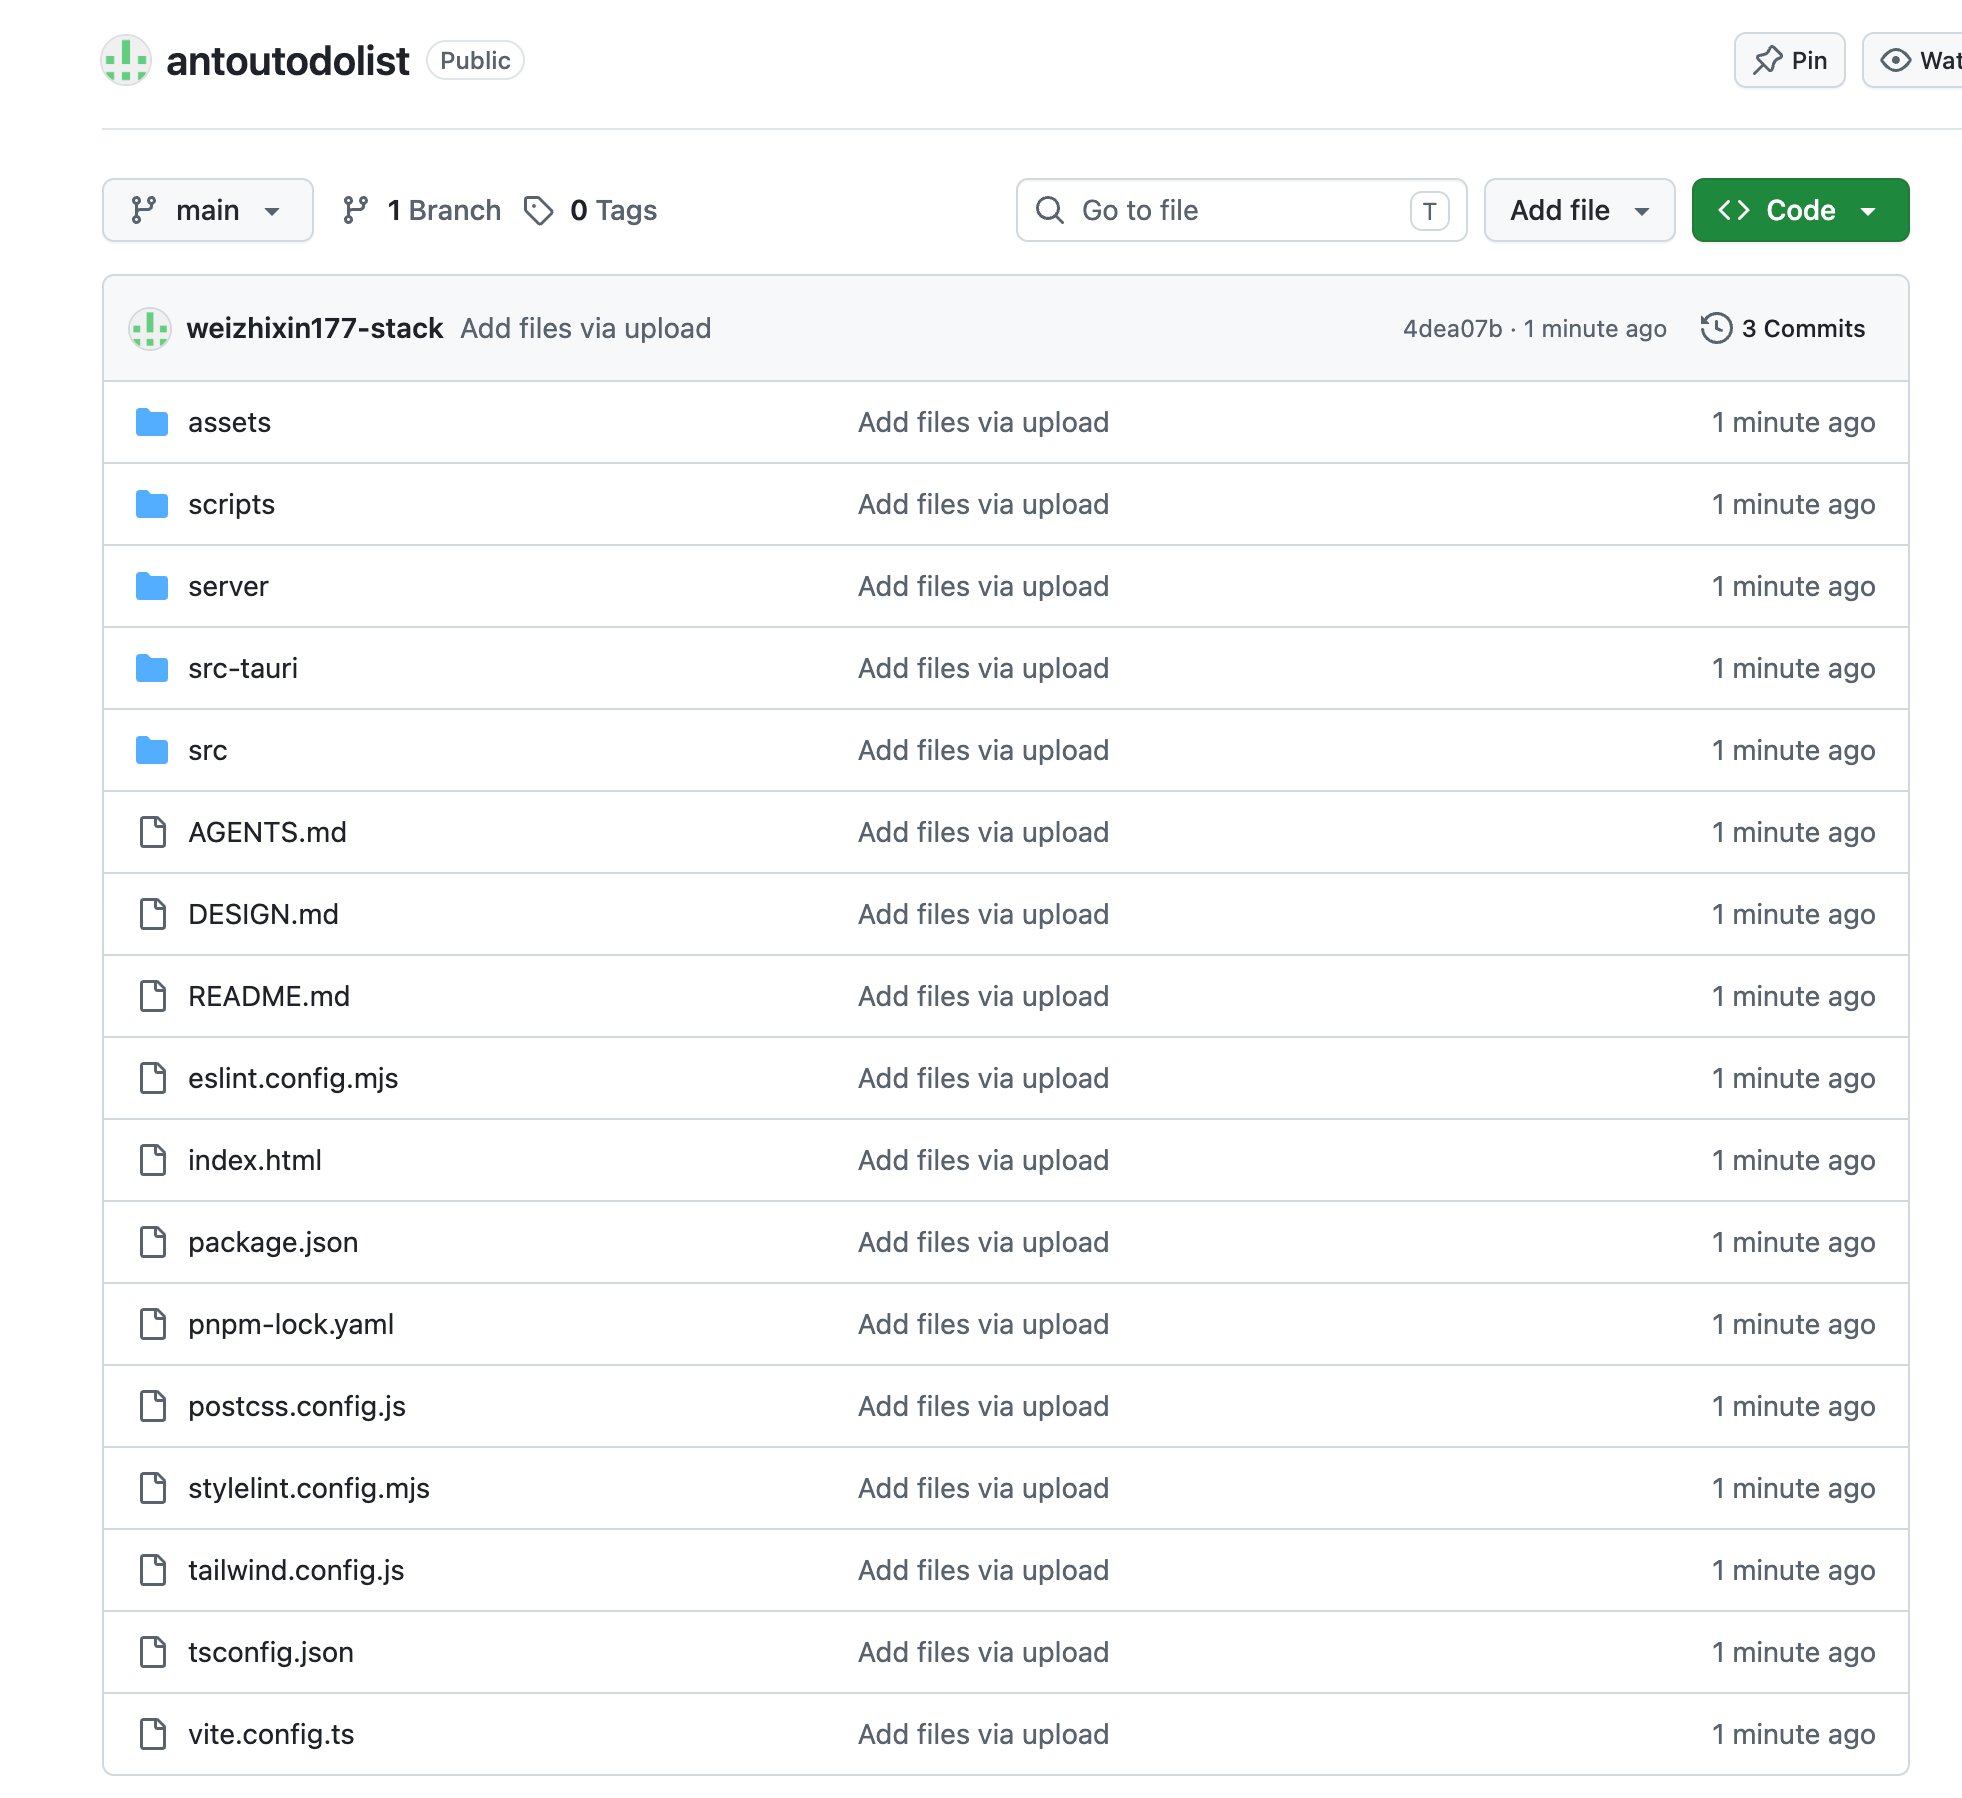 antoutodolist Public Pin
main 1 Branch 0 Tags Go to file T Add file Code
weizhixin177-stack Add files via upload 4dea07b · 1 minute ago 3 Commits
assets Add files via upload 1 minute ago
scripts Add files via upload 1 minute ago
server Add files via upload 1 minute ago
src-tauri Add files via upload 1 minute ago
src Add files via upload 1 minute ago
AGENTS.md Add files via upload 1 minute ago
DESIGN.md Add files via upload 1 minute ago
README.md Add files via upload 1 minute ago
eslint.config.mjs Add files via upload 1 minute ago
index.html Add files via upload 1 minute ago
package.json Add files via upload 1 minute ago
pnpm-lock.yaml Add files via upload 1 minute ago
postcss.config.js Add files via upload 1 minute ago
stylelint.config.mjs Add files via upload 1 minute ago
tailwind.config.js Add files via upload 1 minute ago
tsconfig.json Add files via upload 1 minute ago
vite.config.ts Add files via upload 1 minute ago